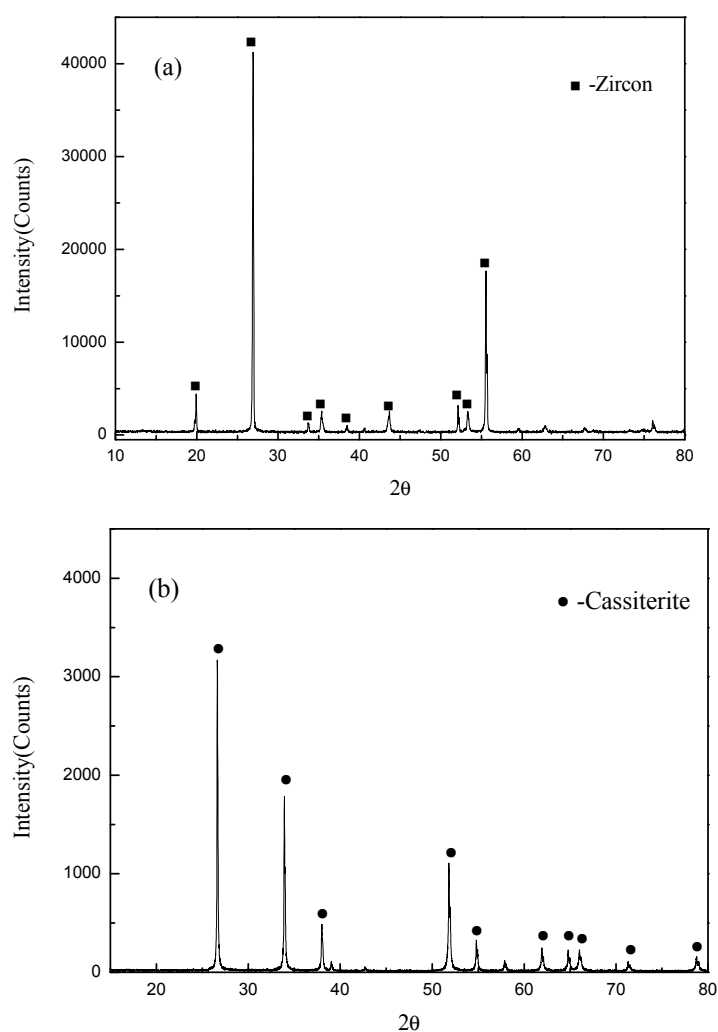 (a)
■ -Zircon
Intensity(Counts)
40000
30000
20000
10000
0
10 20 30 40 50 60 70 80
2θ
(b)
● -Cassiterite
Intensity(Counts)
4000
3000
2000
1000
0
20 30 40 50 60 70 80
2θ